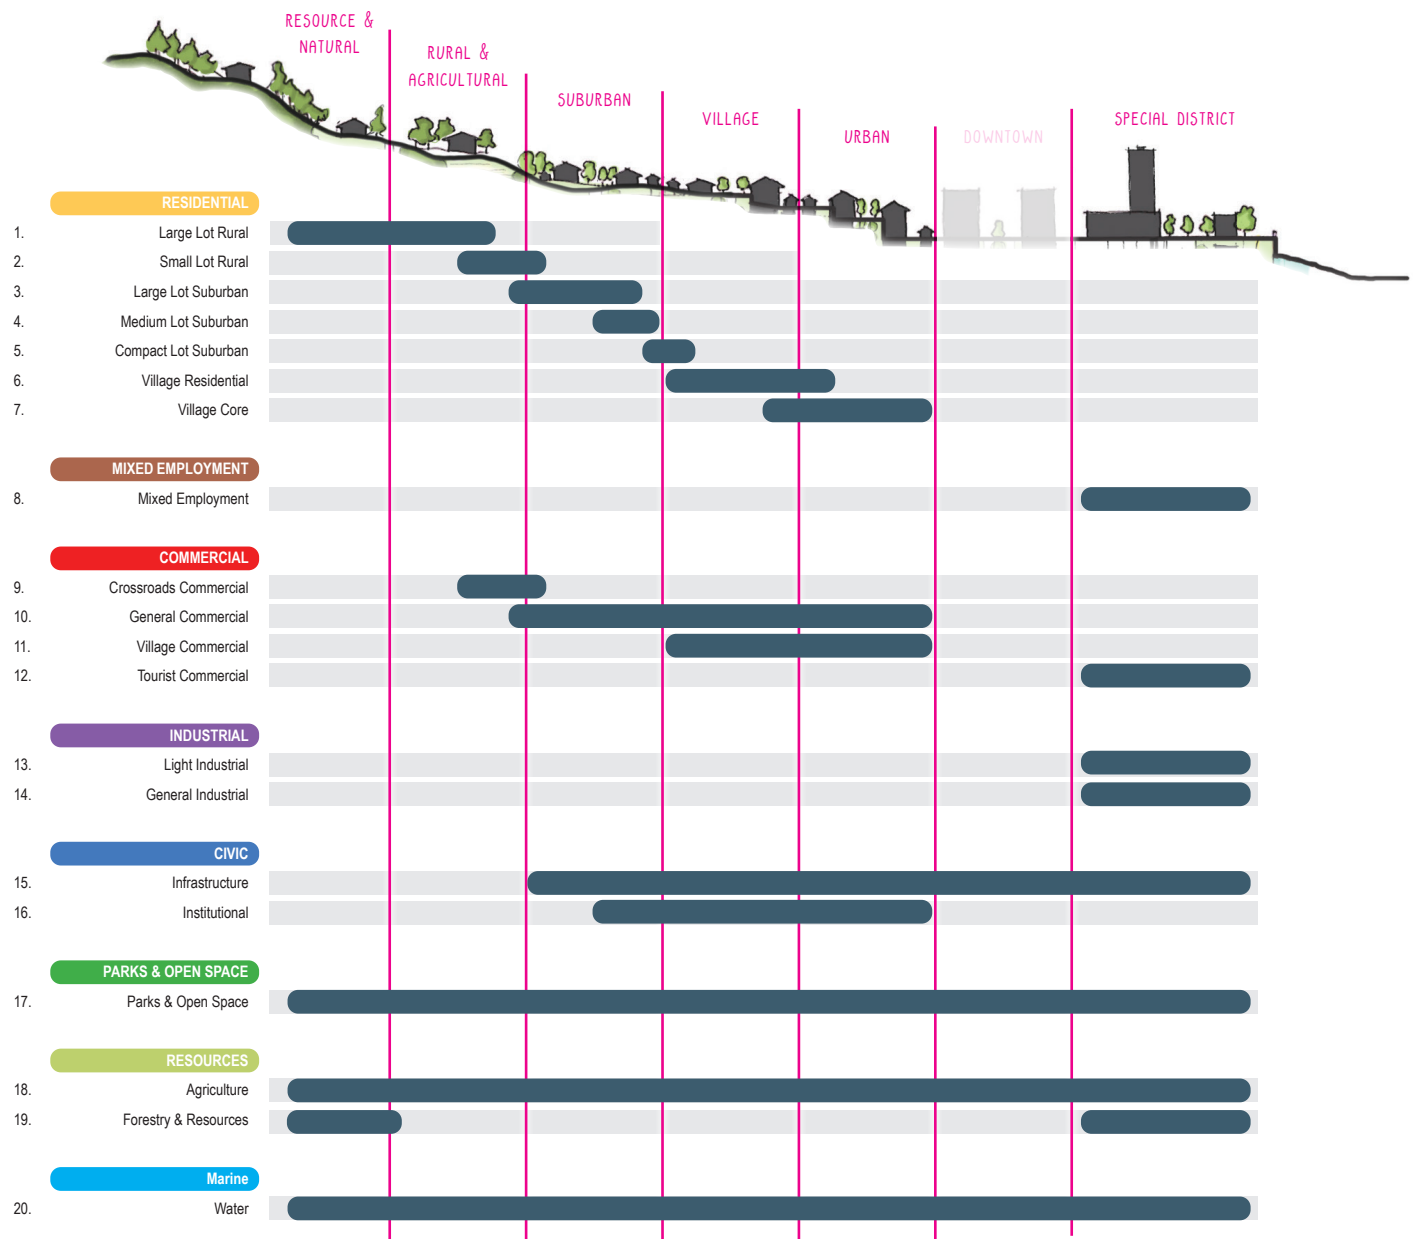 RESOURCE &
NATURAL
RURAL &
AGRICULTURAL
SUBURBAN
VILLAGE
URBAN
DOWNTOWN
SPECIAL DISTRICT
RESIDENTIAL
1. Large Lot Rural
2. Small Lot Rural
3. Large Lot Suburban
4. Medium Lot Suburban
5. Compact Lot Suburban
6. Village Residential
7. Village Core
MIXED EMPLOYMENT
8. Mixed Employment
COMMERCIAL
9. Crossroads Commercial
10. General Commercial
11. Village Commercial
12. Tourist Commercial
INDUSTRIAL
13. Light Industrial
14. General Industrial
CIVIC
15. Infrastructure
16. Institutional
PARKS & OPEN SPACE
17. Parks & Open Space
RESOURCES
18. Agriculture
19. Forestry & Resources
Marine
20. Water